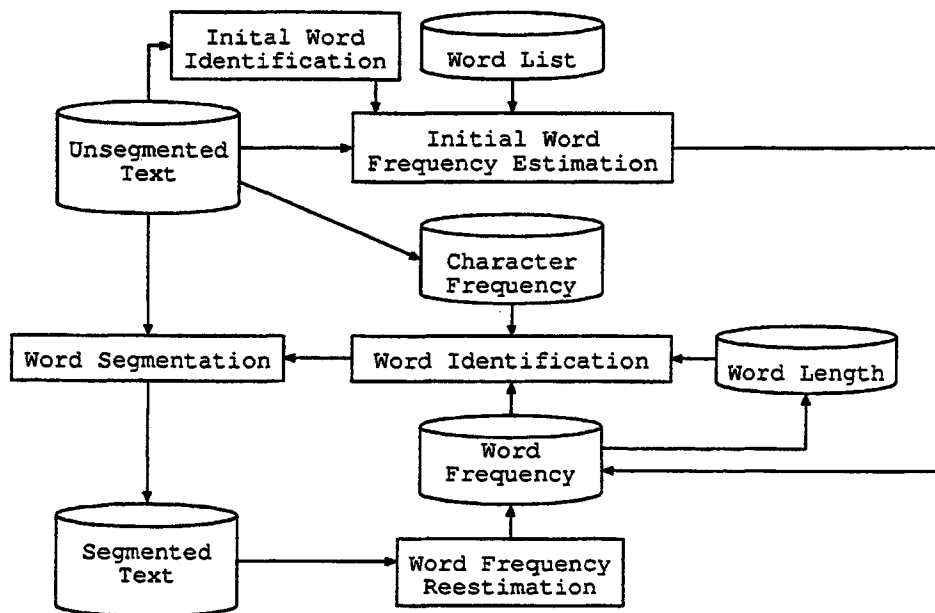 Inital Word
Identification
Word List
Unsegmented
Text
Initial Word
Frequency Estimation
Character
Frequency
Word Segmentation
Word Identification
Word Length
Word
Frequency
Segmented
Text
Word Frequency
Reestimation